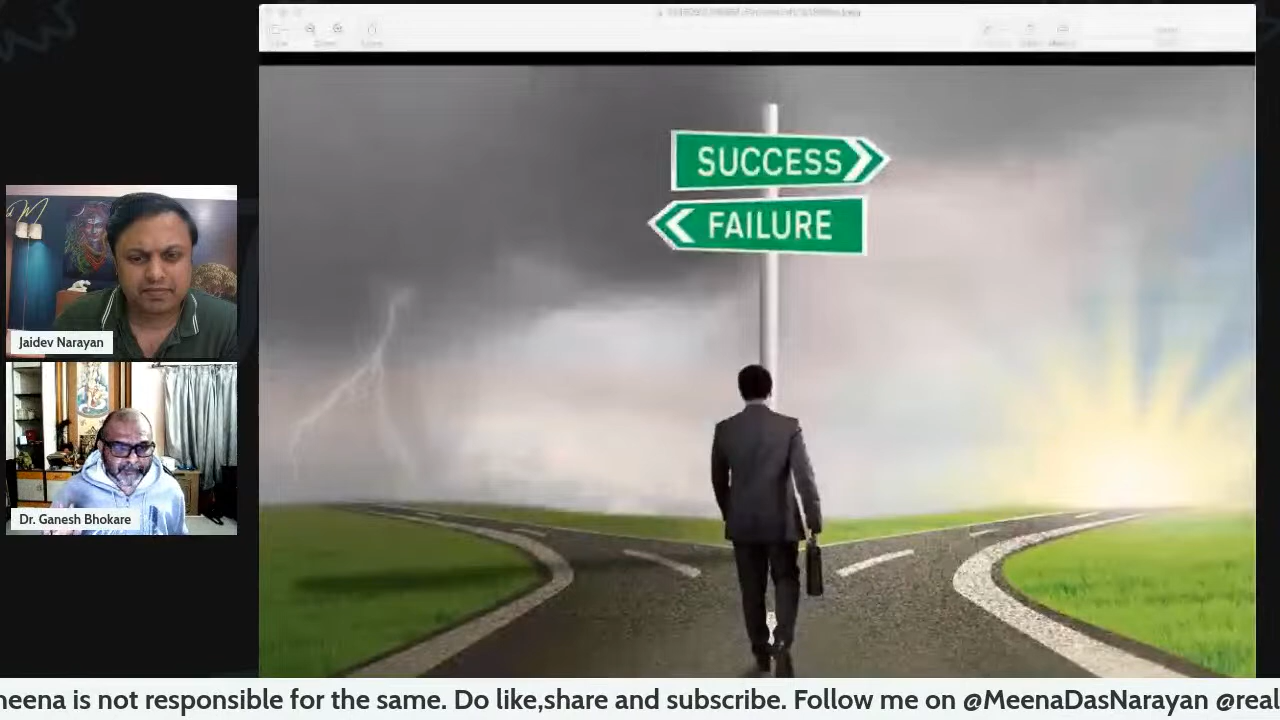 SUCCESS
FAILURE
Jaidev Narayan
Dr. Ganesh Bhokare
meena is not responsible for the same. Do like,share and subscribe. Follow me on @MeenaDasNarayan @real